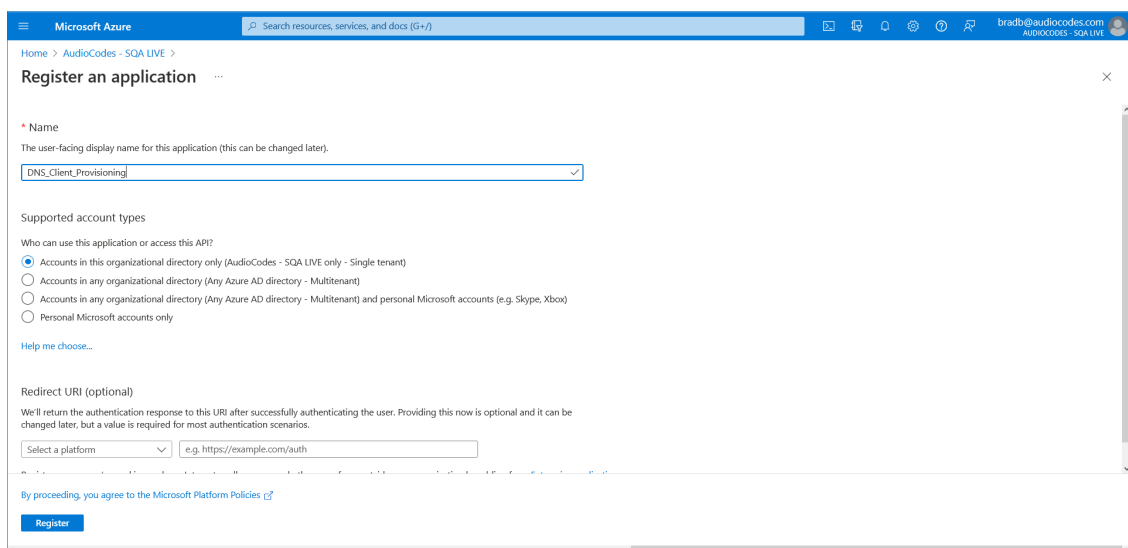 Microsoft Azure
Search resources, services, and docs (G+/)
bradb@audiocodes.com
AUDIOCODES - SQA LIVE
Home > AudioCodes - SQA LIVE >
Register an application ...
* Name
The user-facing display name for this application (this can be changed later).
DNS_Client_Provisioning
Supported account types
Who can use this application or access this API?
Accounts in this organizational directory only (AudioCodes - SQA LIVE only - Single tenant)
Accounts in any organizational directory (Any Azure AD directory - Multitenant)
Accounts in any organizational directory (Any Azure AD directory - Multitenant) and personal Microsoft accounts (e.g. Skype, Xbox)
Personal Microsoft accounts only
Help me choose...
Redirect URI (optional)
We'll return the authentication response to this URI after successfully authenticating the user. Providing this now is optional and it can be
changed later, but a value is required for most authentication scenarios.
Select a platform
e.g. https://example.com/auth
By proceeding, you agree to the Microsoft Platform Policies
Register